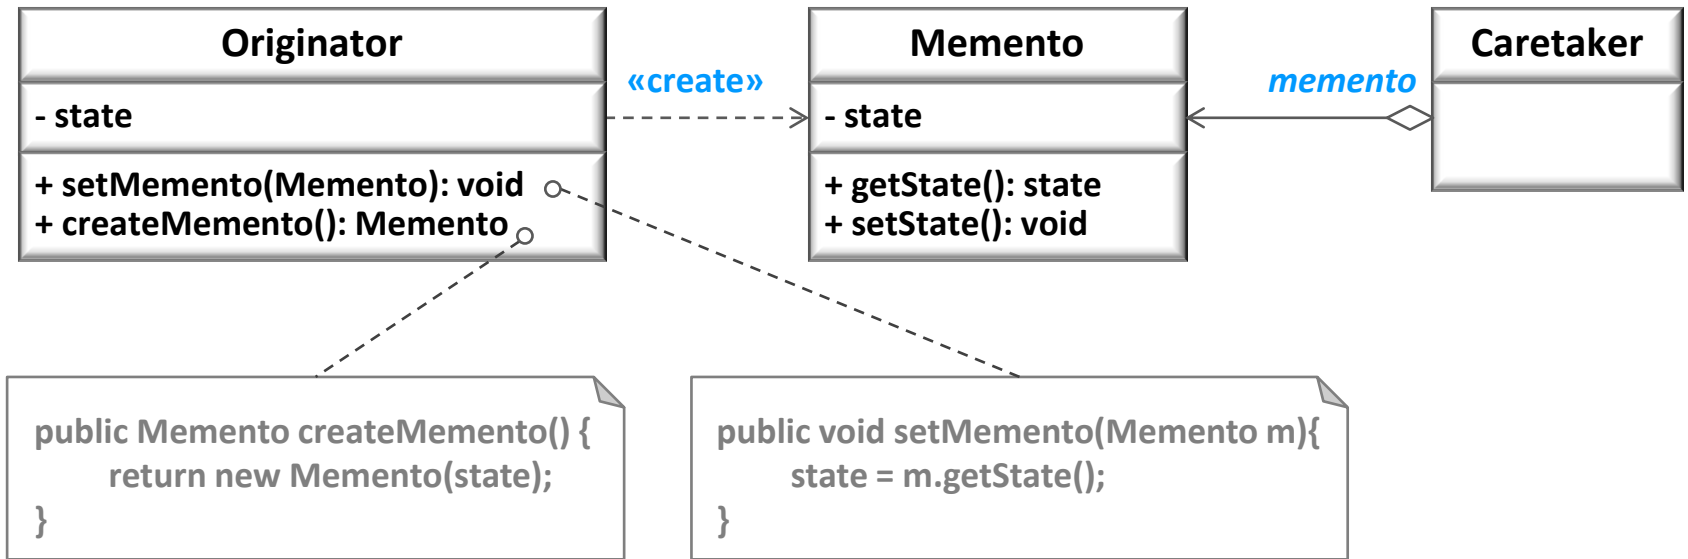 Originator
- state
+ setMemento(Memento): void
+ createMemento(): Memento
«create»
Memento
- state
+ getState(): state
+ setState(): void
memento
Caretaker
public Memento createMemento() {
return new Memento(state);
}
public void setMemento(Memento m){
state = m.getState();
}